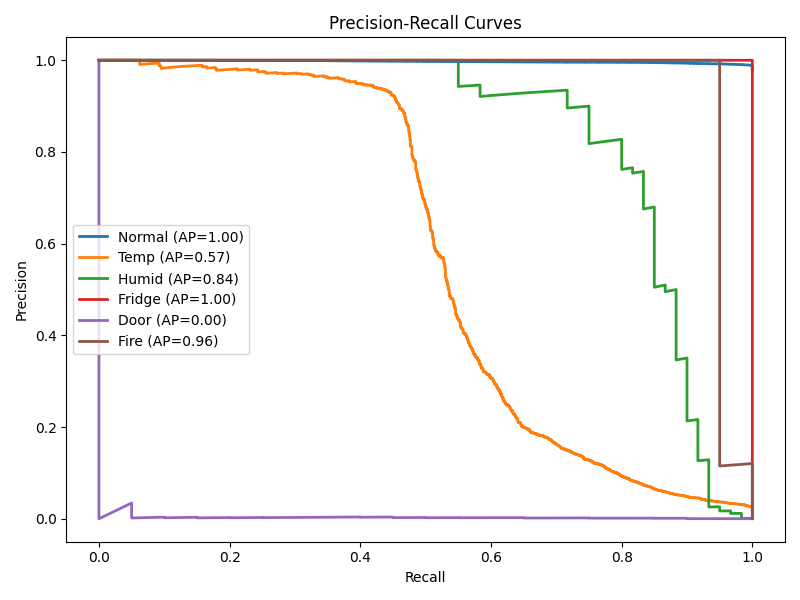 Precision-Recall Curves
Precision
1.0
0.8
0.6
0.4
0.2
0.0
Normal (AP=1.00)
Temp (AP=0.57)
Humid (AP=0.84)
Fridge (AP=1.00)
Door (AP=0.00)
Fire (AP=0.96)
0.0 0.2 0.4 0.6 0.8 1.0
Recall